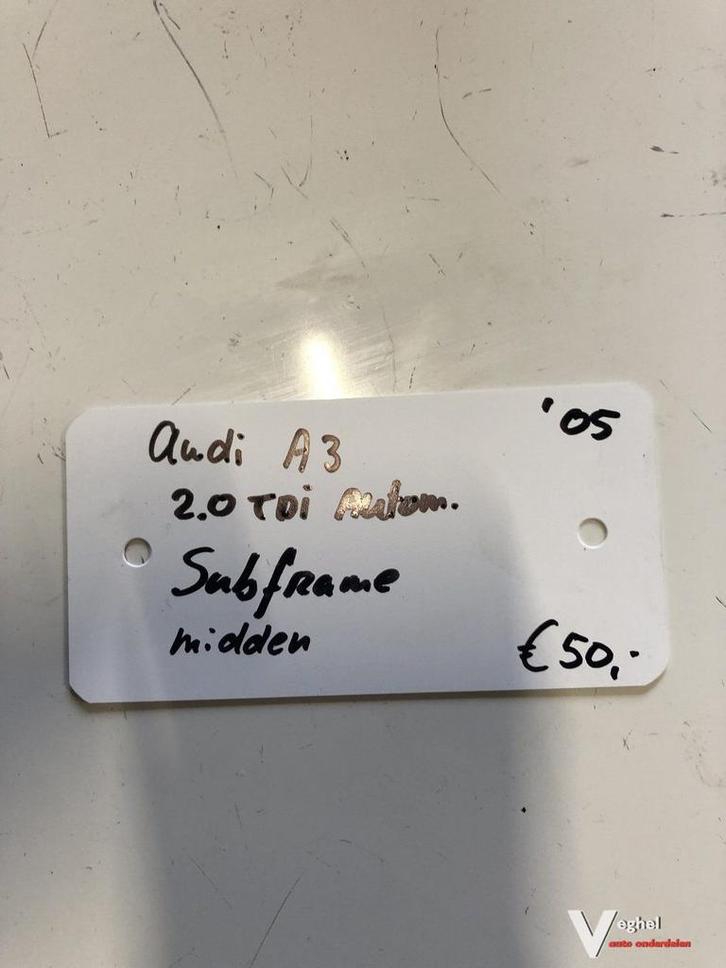 '05
Audi A3
2.0 TDi Autom.
Subframe
midden
€50,-
Veghel
auto onderdelen